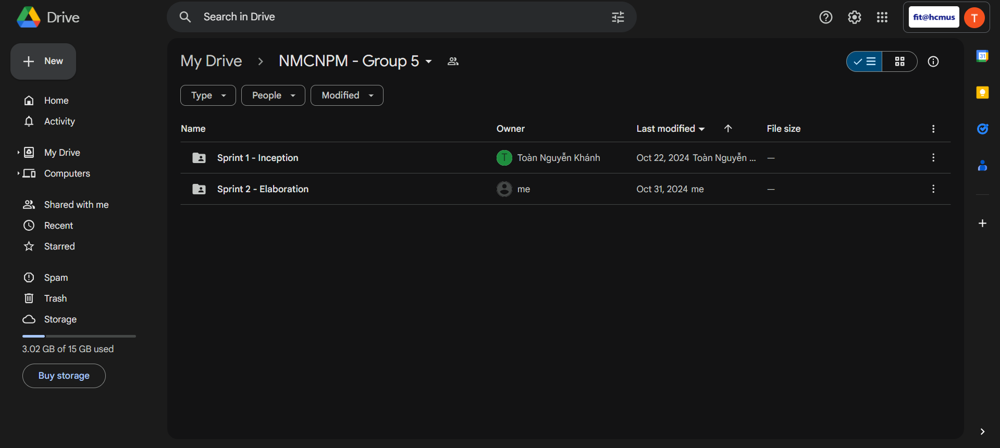 Drive
Search in Drive
fit@hcmus
T
New
My Drive > NMCNPM - Group 5
Type
People
Modified
Home
Activity
My Drive
Computers
Shared with me
Recent
Starred
Spam
Trash
Storage
3.02 GB of 15 GB used
Buy storage
Name Owner Last modified File size
Sprint 1 - Inception T Toàn Nguyễn Khánh Oct 22, 2024 Toàn Nguyễn ... —
Sprint 2 - Elaboration me Oct 31, 2024 me —
31